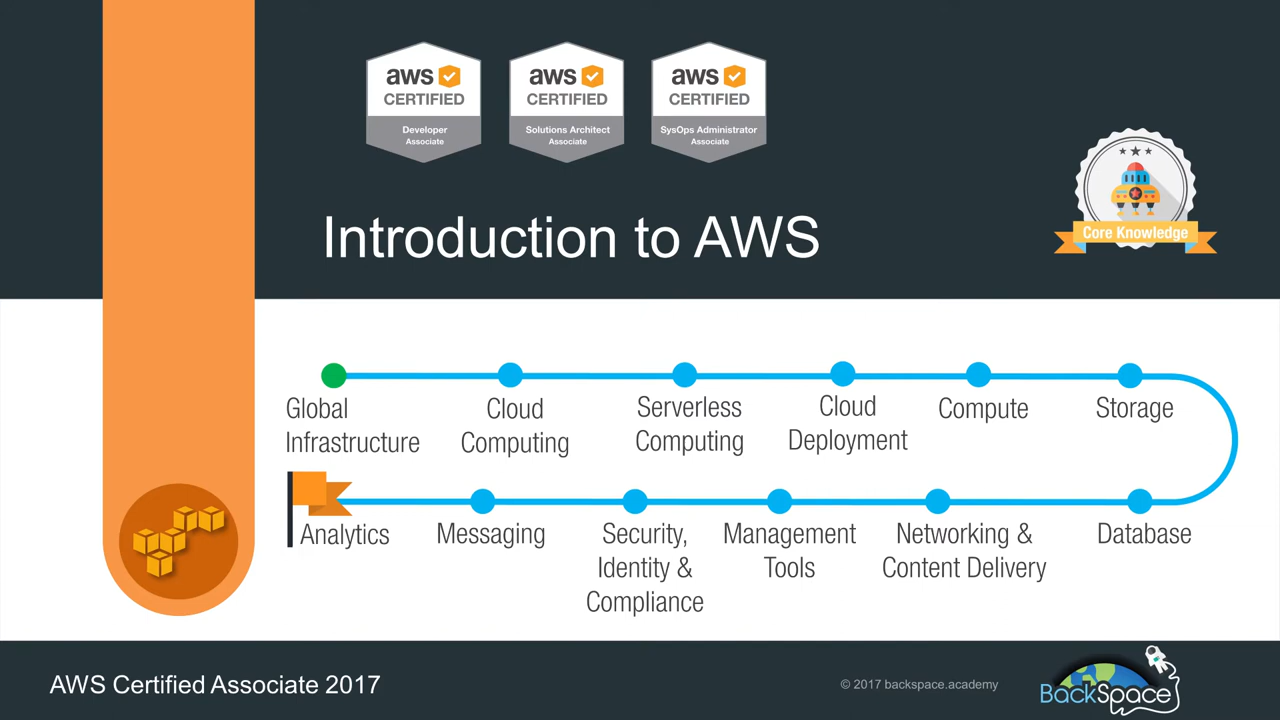 aws
CERTIFIED
Developer
Associate
aws
CERTIFIED
Solutions Architect
Associate
aws
CERTIFIED
SysOps Administrator
Associate
Core Knowledge
Introduction to AWS
Global
Infrastructure
Cloud
Computing
Serverless
Computing
Cloud
Deployment
Compute
Storage
Analytics
Messaging
Security,
Identity &
Compliance
Management
Tools
Networking &
Content Delivery
Database
AWS Certified Associate 2017
© 2017 backspace.academy
BackSpace